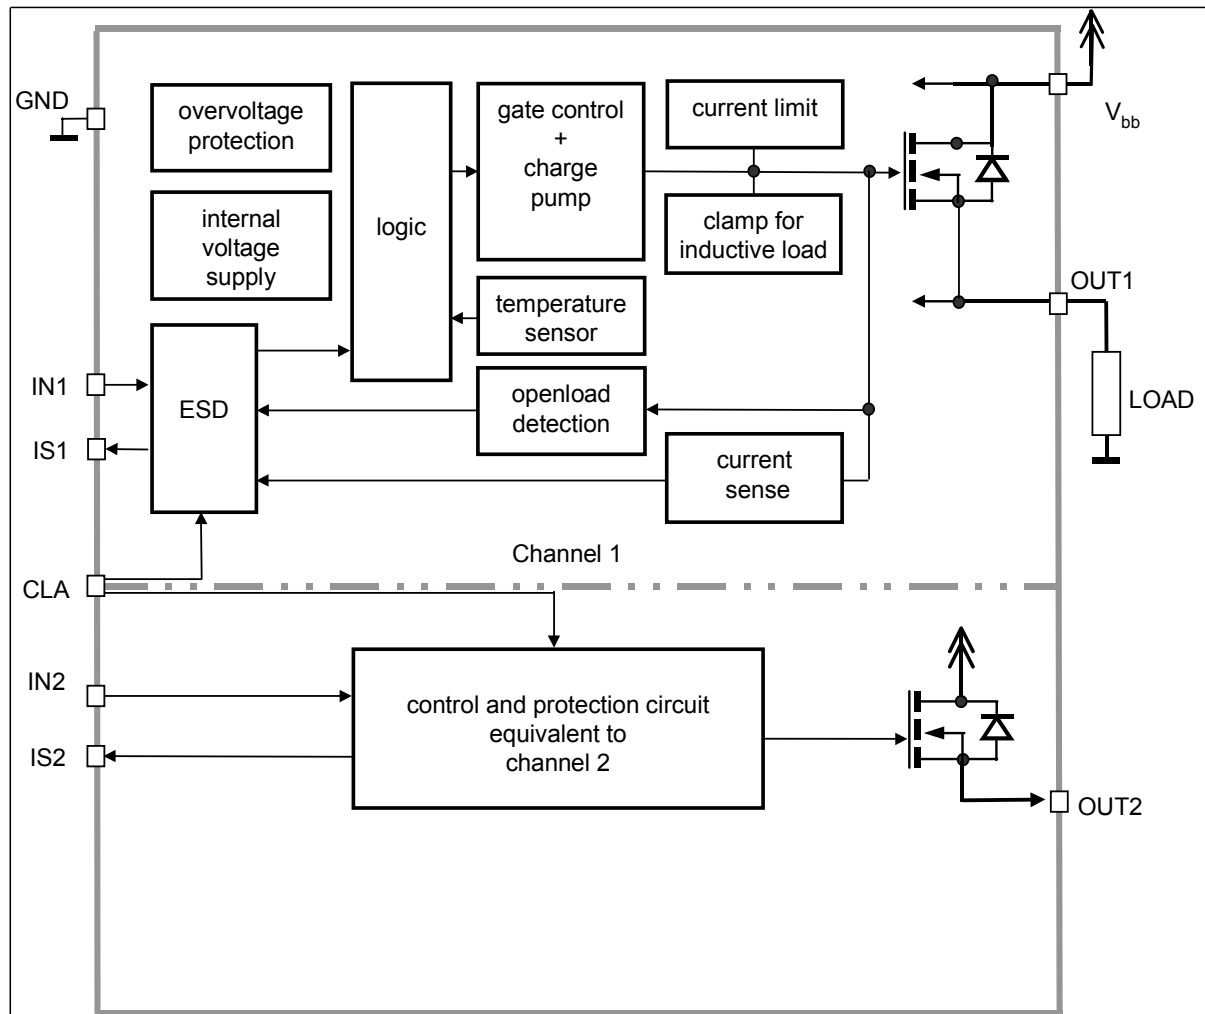 GND
overvoltage
protection
internal
voltage
supply
logic
gate control
+
charge
pump
current limit
clamp for
inductive load
V_bb
OUT1
temperature
sensor
IN1
ESD
openload
detection
LOAD
IS1
current
sense
Channel 1
CLA
IN2
control and protection circuit
equivalent to
channel 2
IS2
OUT2